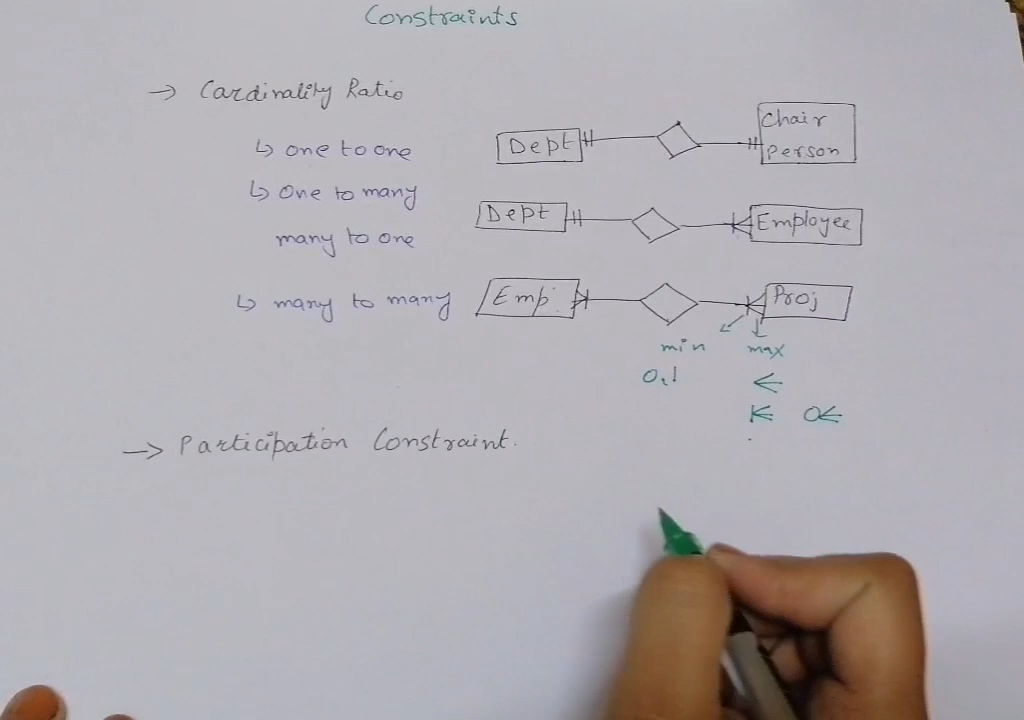 Constraints
→ Cardinality Ratio
↳ one to one
Dept
Chair
Person
↳ One to many
Dept
Employee
many to one
↳ many to many
Emp.
Proj
min max
0,1
→ Participation Constraint.